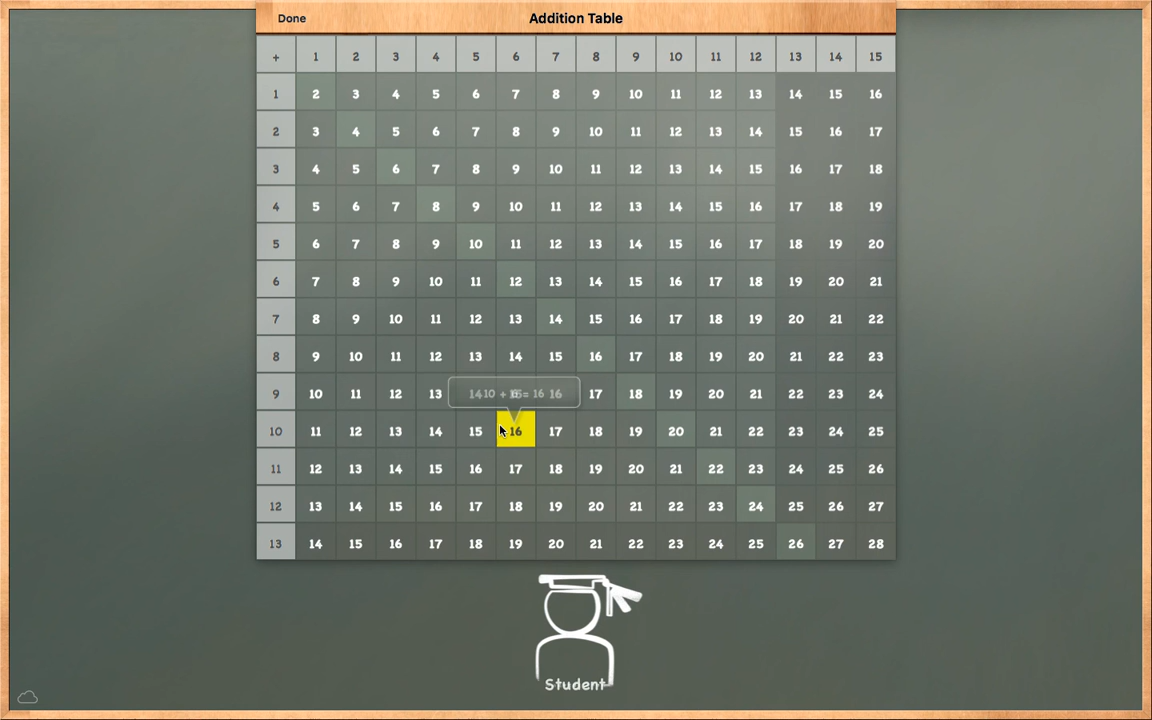 Done Addition Table
+ 1 2 3 4 5 6 7 8 9 10 11 12 13 14 15
1 2 3 4 5 6 7 8 9 10 11 12 13 14 15 16
2 3 4 5 6 7 8 9 10 11 12 13 14 15 16 17
3 4 5 6 7 8 9 10 11 12 13 14 15 16 17 18
4 5 6 7 8 9 10 11 12 13 14 15 16 17 18 19
5 6 7 8 9 10 11 12 13 14 15 16 17 18 19 20
6 7 8 9 10 11 12 13 14 15 16 17 18 19 20 21
7 8 9 10 11 12 13 14 15 16 17 18 19 20 21 22
8 9 10 11 12 13 14 15 16 17 18 19 20 21 22 23
10 + 6 = 16
9 10 11 12 13 14 15 16 17 18 19 20 21 22 23 24
10 11 12 13 14 15 16 17 18 19 20 21 22 23 24 25
11 12 13 14 15 16 17 18 19 20 21 22 23 24 25 26
12 13 14 15 16 17 18 19 20 21 22 23 24 25 26 27
13 14 15 16 17 18 19 20 21 22 23 24 25 26 27 28
Student